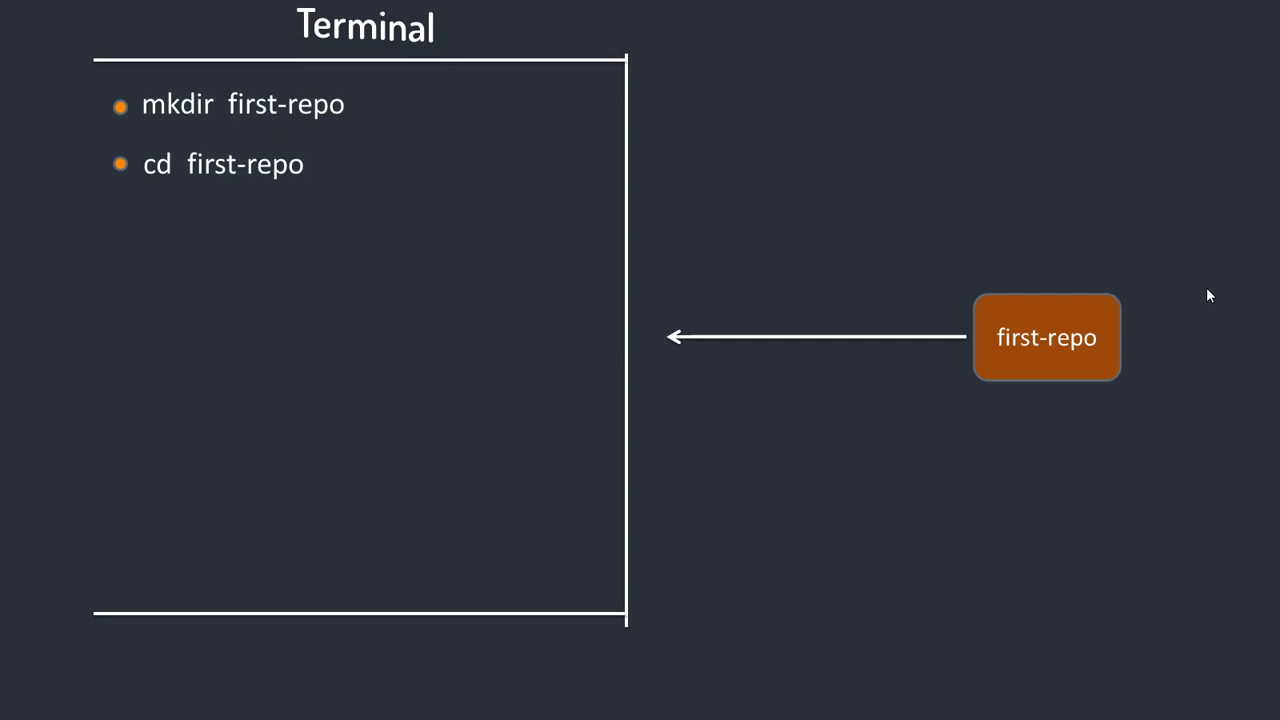 Terminal
mkdir first-repo
cd first-repo
first-repo